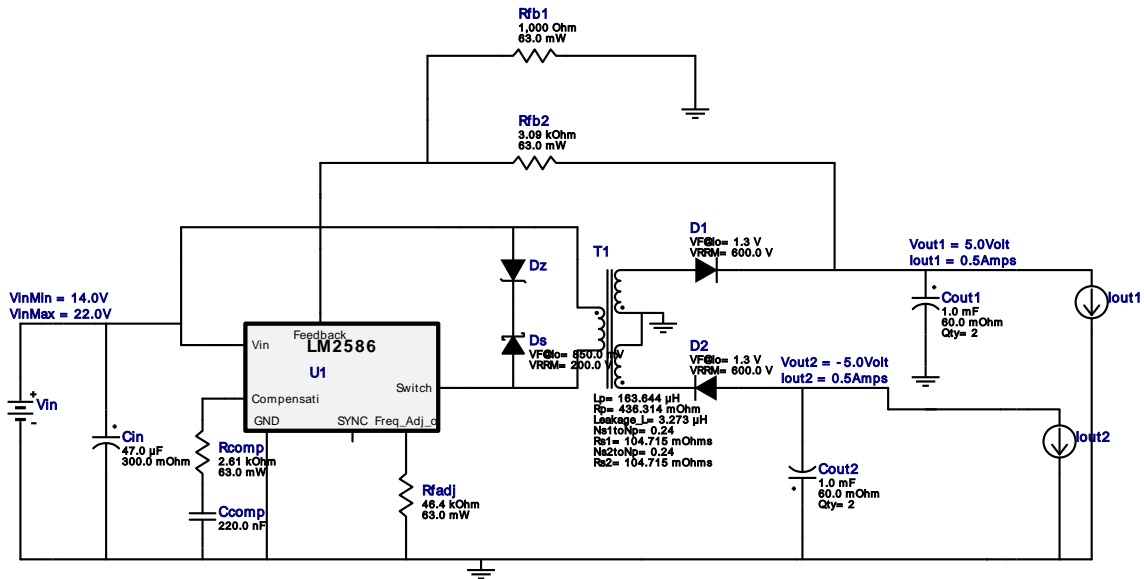 Rfb1
1,000 Ohm
63.0 mW
Rfb2
3.09 kOhm
63.0 mW
D1
VF@Io= 1.3 V
VRRM= 600.0 V
T1
Vout1 = 5.0Volt
Iout1 = 0.5Amps
Dz
VinMin = 14.0V
VinMax = 22.0V
Cout1
1.0 mF
60.0 mOhm
Qty= 2
Iout1
Feedback
Vin
LM2586
U1
Switch
Compensati
GND
SYNC
Freq_Adj_o
Ds
VF@Io= 850.0 mV
VRRM= 200.0 V
D2
VF@Io= 1.3 V
VRRM= 600.0 V
Vout2 = -5.0Volt
Iout2 = 0.5Amps
Lp= 163.644 µH
Rp= 436.314 mOhm
Leakage_L= 3.273 µH
Ns1toNp= 0.24
Rs1= 104.715 mOhms
Ns2toNp= 0.24
Rs2= 104.715 mOhms
Vin
+
-
Cin
47.0 µF
300.0 mOhm
Rcomp
2.61 kOhm
63.0 mW
Iout2
Cout2
1.0 mF
60.0 mOhm
Qty= 2
Rfadj
46.4 kOhm
63.0 mW
Ccomp
220.0 nF